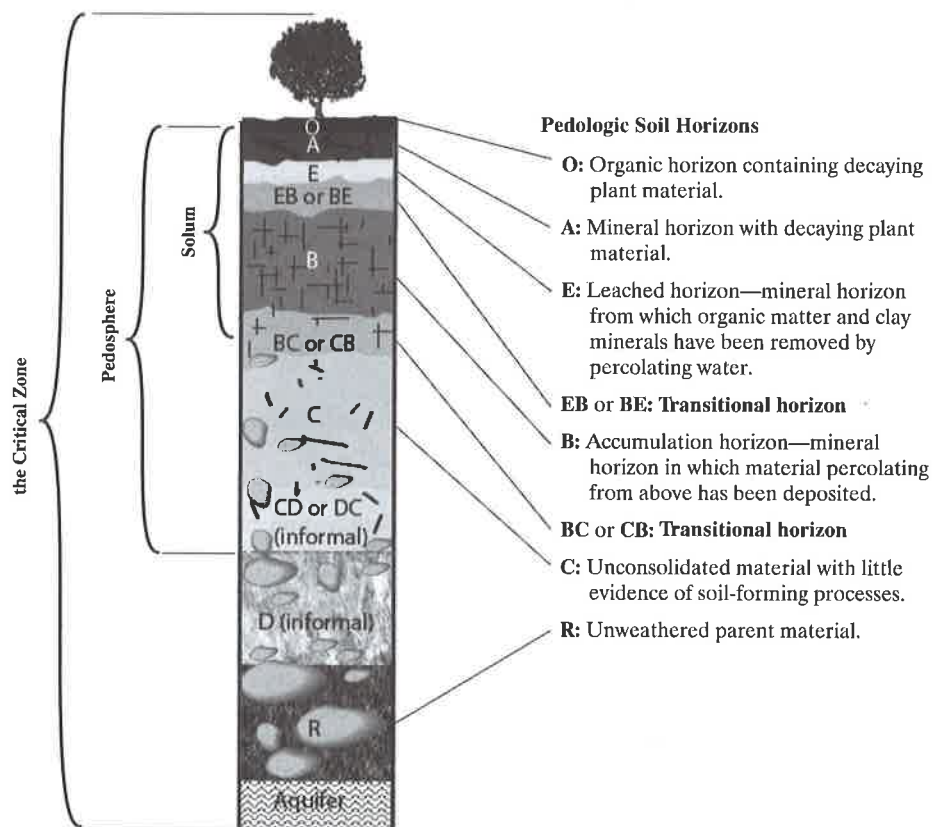 the Critical Zone
Pedosphere
Solum
O
A
E
EB or BE
B
BC or CB
C
CD or DC
(informal)
D (informal)
R
Aquifer
Pedologic Soil Horizons
O: Organic horizon containing decaying
plant material.
A: Mineral horizon with decaying plant
material.
E: Leached horizon—mineral horizon
from which organic matter and clay
minerals have been removed by
percolating water.
EB or BE: Transitional horizon
B: Accumulation horizon—mineral
horizon in which material percolating
from above has been deposited.
BC or CB: Transitional horizon
C: Unconsolidated material with little
evidence of soil-forming processes.
R: Unweathered parent material.